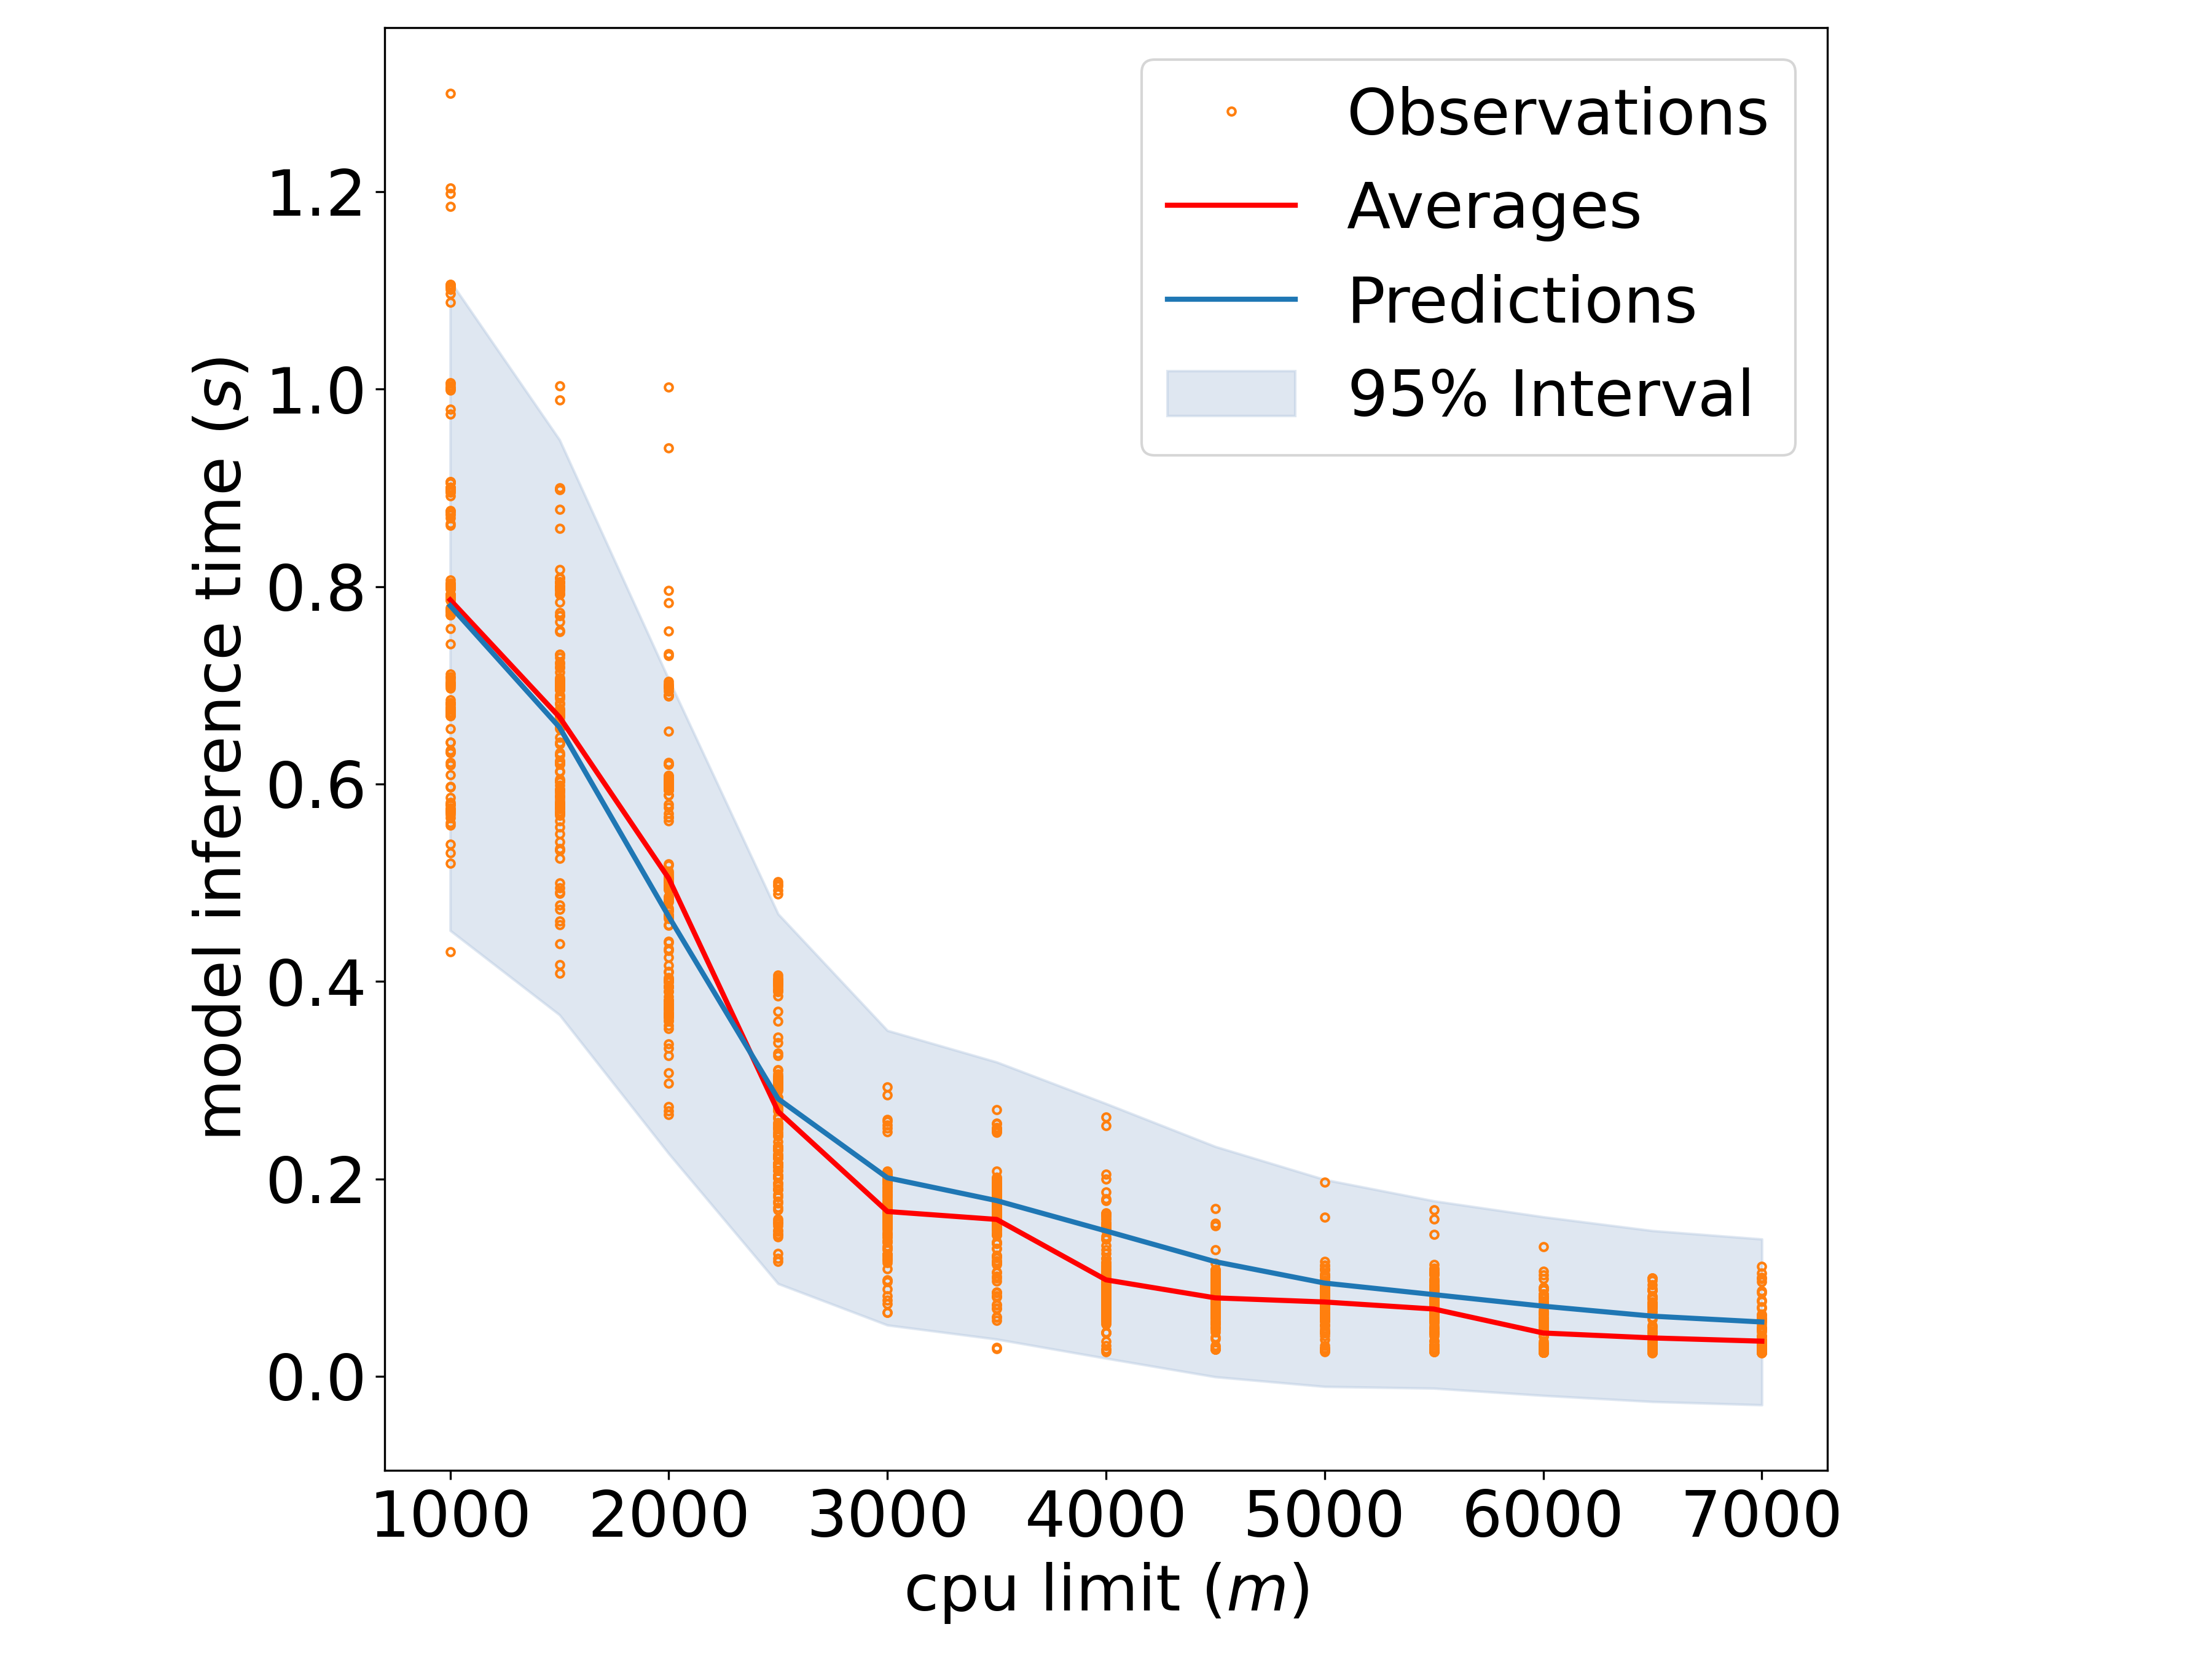 Observations
Averages
Predictions
95% Interval
model inference time (s)
1.2
1.0
0.8
0.6
0.4
0.2
0.0
1000 2000 3000 4000 5000 6000 7000
cpu limit (m)